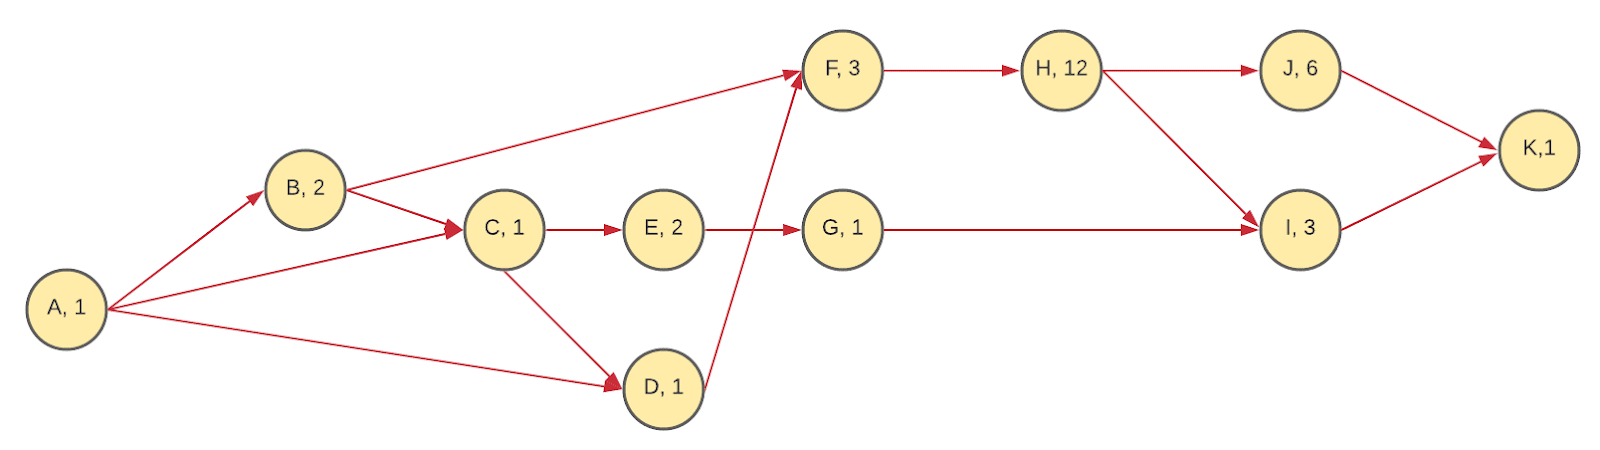 F, 3
H, 12
J, 6
K,1
B, 2
C, 1
E, 2
G, 1
I, 3
A, 1
D, 1